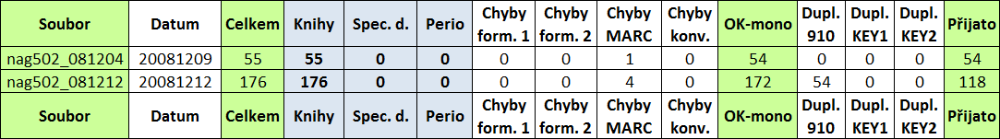 Soubor Datum Celkem Knihy Spec. d. Perio Chyby form. 1 Chyby form. 2 Chyby MARC Chyby konv. OK-mono Dupl. 910 Dupl. KEY1 Dupl. KEY2 Přijato
nag502_081204 20081209 55 55 0 0 0 0 1 0 54 0 0 0 54
nag502_081212 20081212 176 176 0 0 0 0 4 0 172 54 0 0 118
Soubor Datum Celkem Knihy Spec. d. Perio Chyby form. 1 Chyby form. 2 Chyby MARC Chyby konv. OK-mono Dupl. 910 Dupl. KEY1 Dupl. KEY2 Přijato